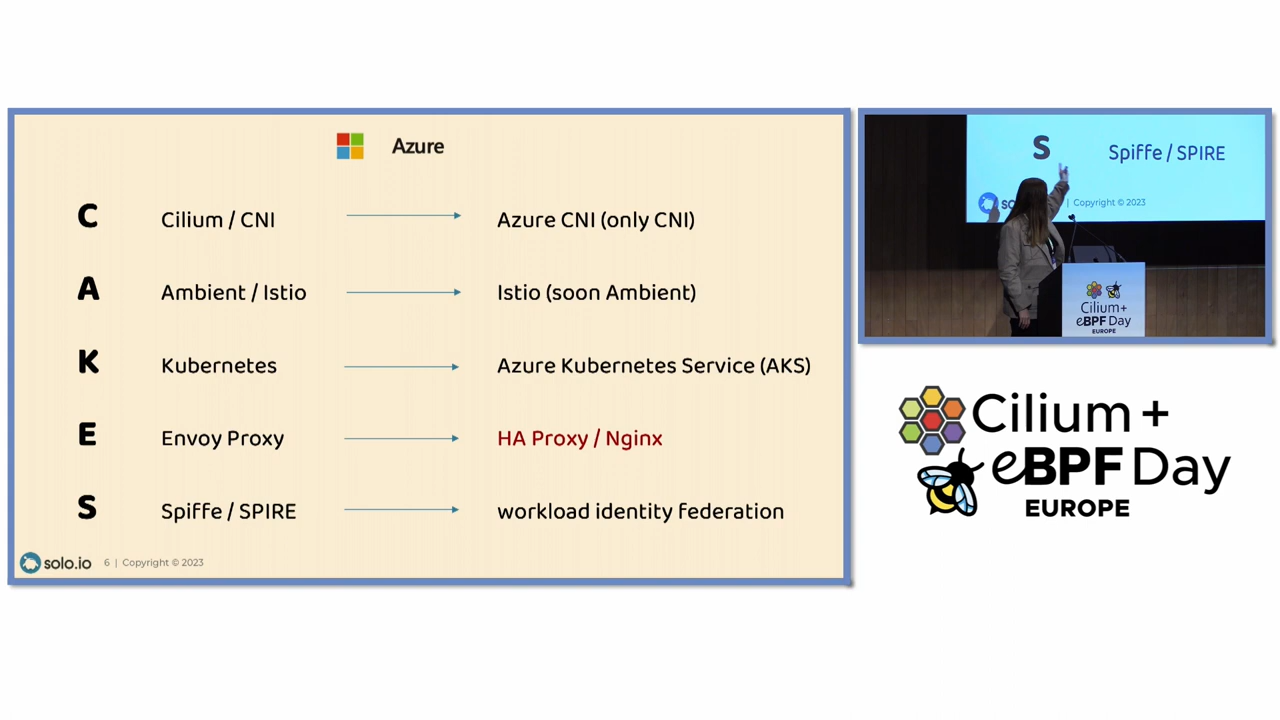 Azure
C Cilium / CNI Azure CNI (only CNI)
A Ambient / Istio Istio (soon Ambient)
K Kubernetes Azure Kubernetes Service (AKS)
E Envoy Proxy HA Proxy / Nginx
S Spiffe / SPIRE workload identity federation
solo.io 6 | Copyright © 2023
S Spiffe / SPIRE
so | Copyright © 2023
Cilium+
eBPF Day
EUROPE
Cilium +
eBPF Day
EUROPE